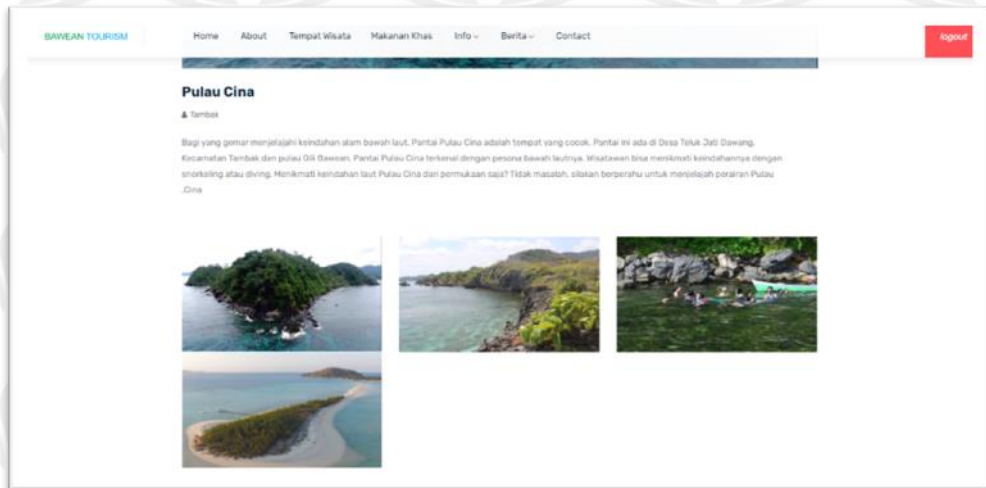 BAWEAN TOURISM
Home About Tempat Wisata Makanan Khas Info Berita Contact
logout
Pulau Cina
Tambak
Bagi yang gemar menjelajahi keindahan alam bawah laut, Pantai Pulau Cina adalah tempat yang cocok. Pantai ini ada di Desa Teluk Jati Dawang,
Kecamatan Tambak dan pulau Gili Bawean. Pantai Pulau Cina terkenal dengan pesona bawah lautnya. Wisatawan bisa menikmati keindahannya dengan
snorkeling atau diving. Menikmati keindahan laut Pulau Cina dari permukaan saja? Tidak masalah, silakan berperahu untuk menjelajah perairan Pulau
.Cina